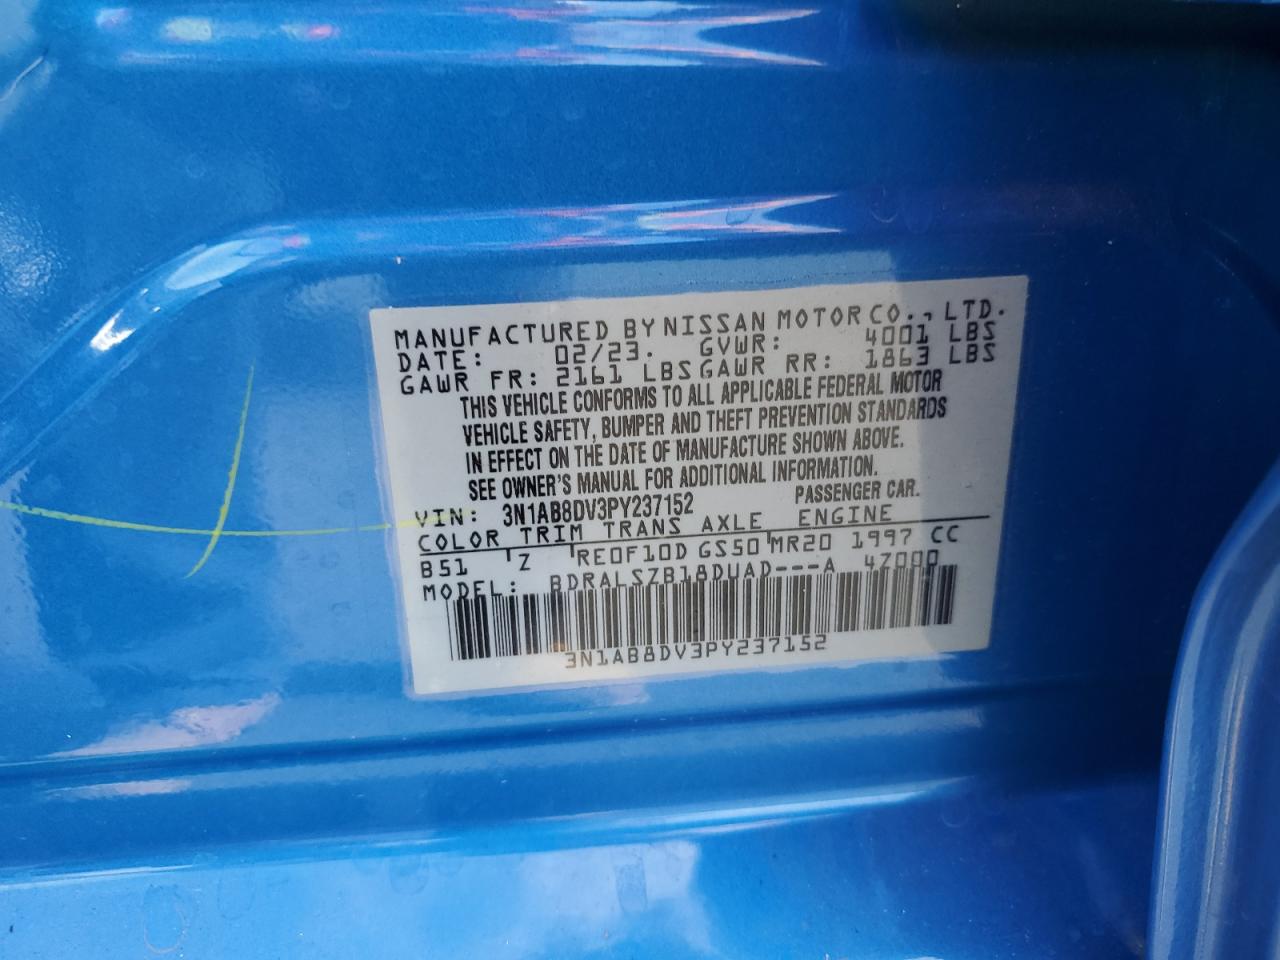 MANUFACTURED BY NISSAN MOTOR CO., LTD.
DATE: 02/23. GVWR: 4001 LBS
GAWR FR: 2161 LBS GAWR RR: 1863 LBS
THIS VEHICLE CONFORMS TO ALL APPLICABLE FEDERAL MOTOR
VEHICLE SAFETY, BUMPER AND THEFT PREVENTION STANDARDS
IN EFFECT ON THE DATE OF MANUFACTURE SHOWN ABOVE.
SEE OWNER'S MANUAL FOR ADDITIONAL INFORMATION.
VIN: 3N1AB8DV3PY237152 PASSENGER CAR.
COLOR TRIM TRANS AXLE ENGINE
B51 Z RE0F10D GS50 MR20 1997 CC
MODEL: BDRALSZB18DUAD---A 4Z000
3N1AB8DV3PY237152